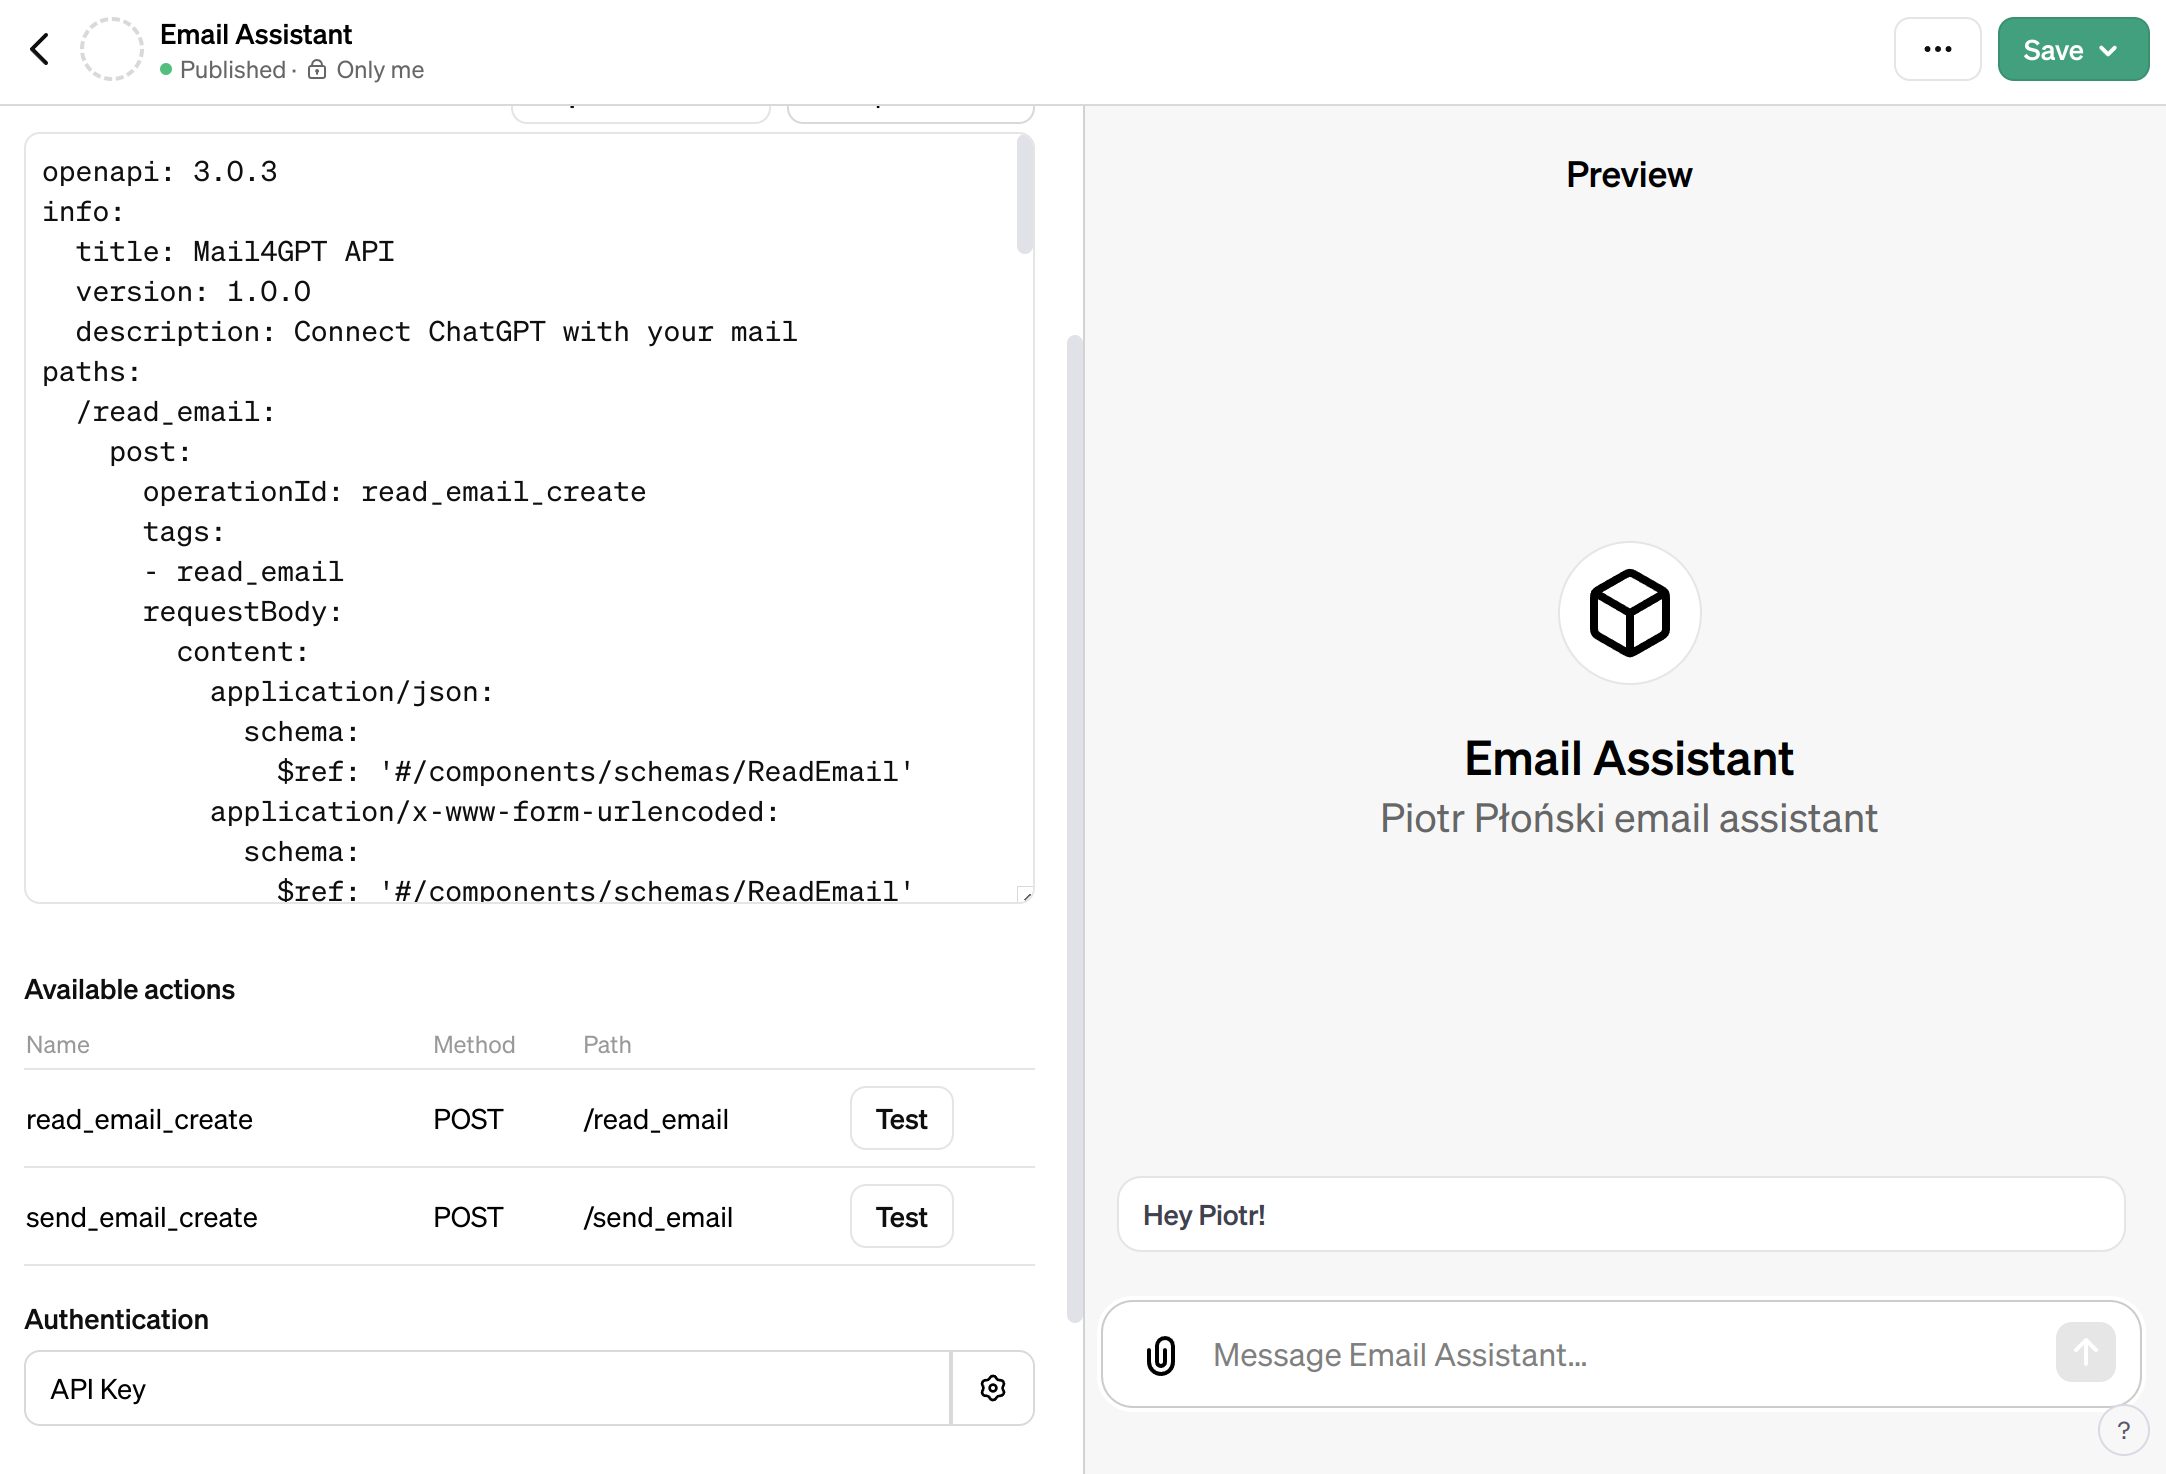 Email Assistant
Published · Only me
Save
openapi: 3.0.3
info:
  title: Mail4GPT API
  version: 1.0.0
  description: Connect ChatGPT with your mail
paths:
  /read_email:
    post:
      operationId: read_email_create
      tags:
      - read_email
      requestBody:
        content:
          application/json:
            schema:
              $ref: '#/components/schemas/ReadEmail'
          application/x-www-form-urlencoded:
            schema:
              $ref: '#/components/schemas/ReadEmail'
Available actions
Name Method Path
read_email_create POST /read_email Test
send_email_create POST /send_email Test
Authentication
API Key
Preview
Email Assistant
Piotr Płoński email assistant
Hey Piotr!
Message Email Assistant…
?